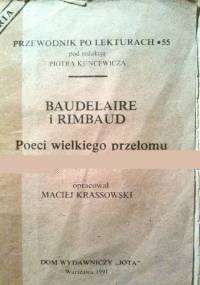 RIA
PRZEWODNIK PO LEKTURACH • 55
pod redakcją
PIOTRA KUNCEWICZA
BAUDELAIRE
i RIMBAUD
Poeci wielkiego przełomu
opracował
MACIEJ KRASSOWSKI
DOM WYDAWNICZY „JOTA"
Warszawa 1991